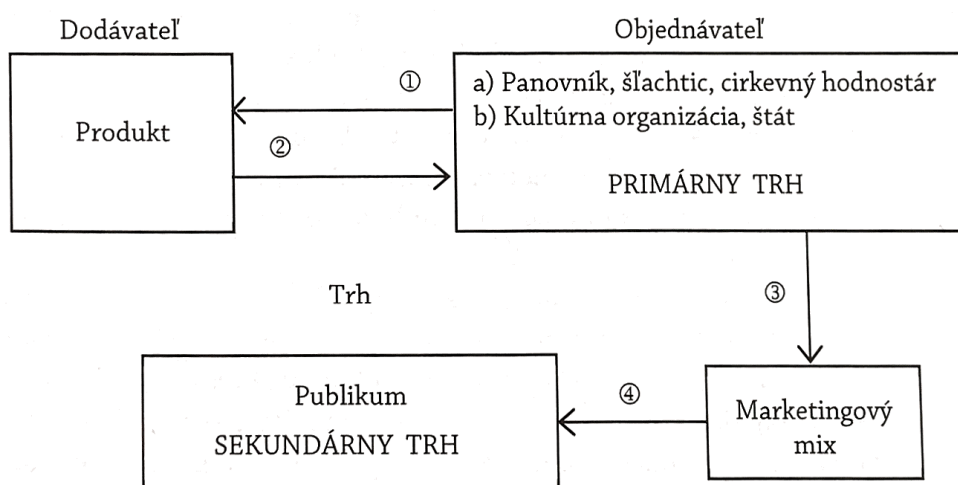 Dodávateľ
Objednávateľ
Produkt
①
②
a) Panovník, šľachtic, cirkevný hodnostár
b) Kultúrna organizácia, štát
PRIMÁRNY TRH
Trh
③
Publikum
SEKUNDÁRNY TRH
④
Marketingový
mix